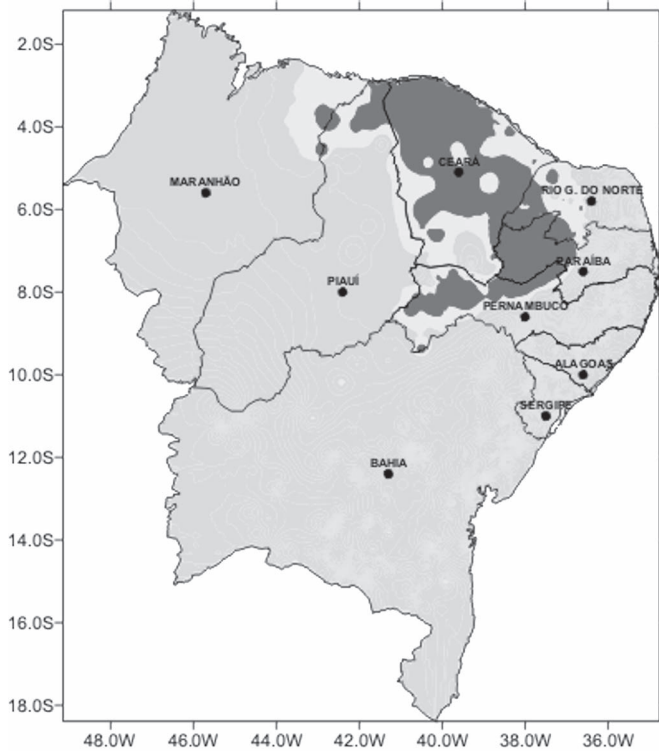 2.0S
4.0S
CEARÁ
MARANHÃO
RIO G. DO NORTE
6.0S
PARAÍBA
PIAUÍ
8.0S
PERNAMBUCO
ALAGOAS
10.0S
SERGIPE
BAHIA
12.0S
14.0S
16.0S
18.0S
48.0W 46.0W 44.0W 42.0W 40.0W 38.0W 36.0W